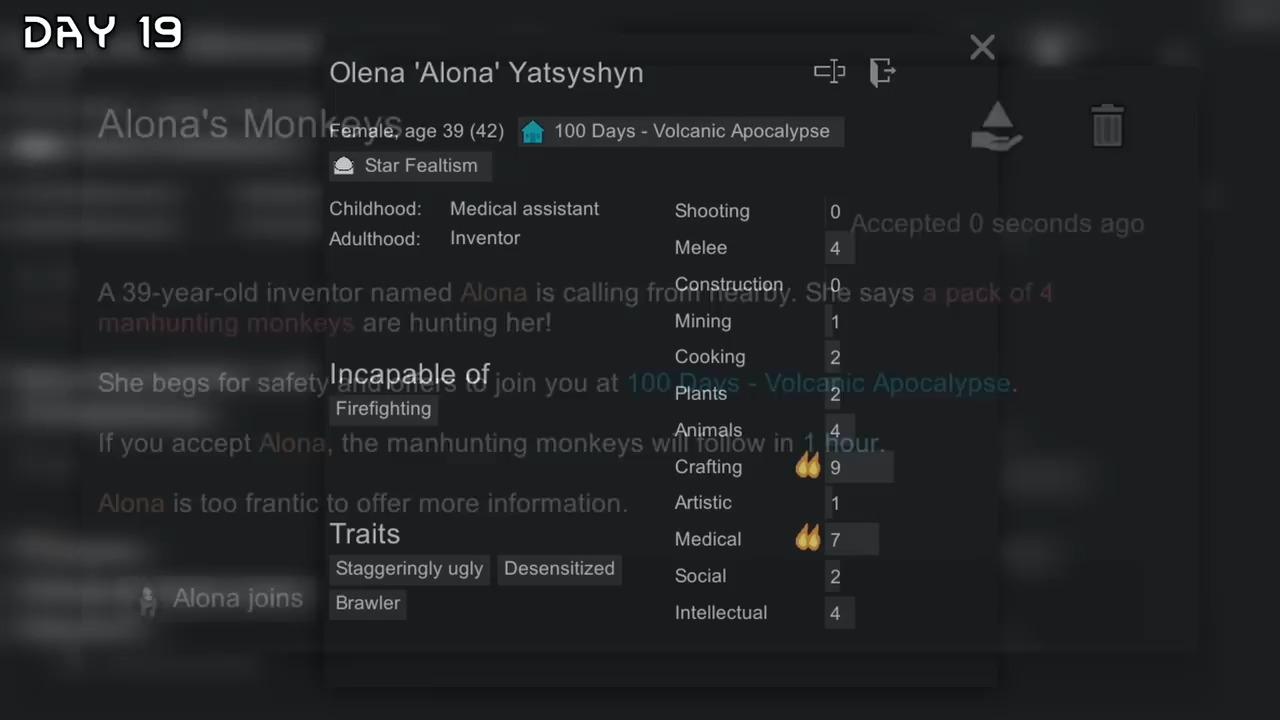 DAY 19
Olena 'Alona' Yatsyshyn
Alona's Monkeys
Female, age 39 (42)
100 Days - Volcanic Apocalypse
Star Fealtism
Childhood: Medical assistant
Adulthood: Inventor
Accepted 0 seconds ago
Shooting 0
Melee 4
Construction 0
Mining 1
Cooking 2
Plants 2
Animals 4
Crafting 9
Artistic 1
Medical 7
Social 2
Intellectual 4
A 39-year-old inventor named Alona is calling from nearby. She says a pack of 4
manhunting monkeys are hunting her!
Incapable of
Firefighting
She begs for safety and offers to join you at 100 Days - Volcanic Apocalypse.
If you accept Alona, the manhunting monkeys will follow in 1 hour.
Alona is too frantic to offer more information.
Traits
Staggeringly ugly
Desensitized
Brawler
Alona joins